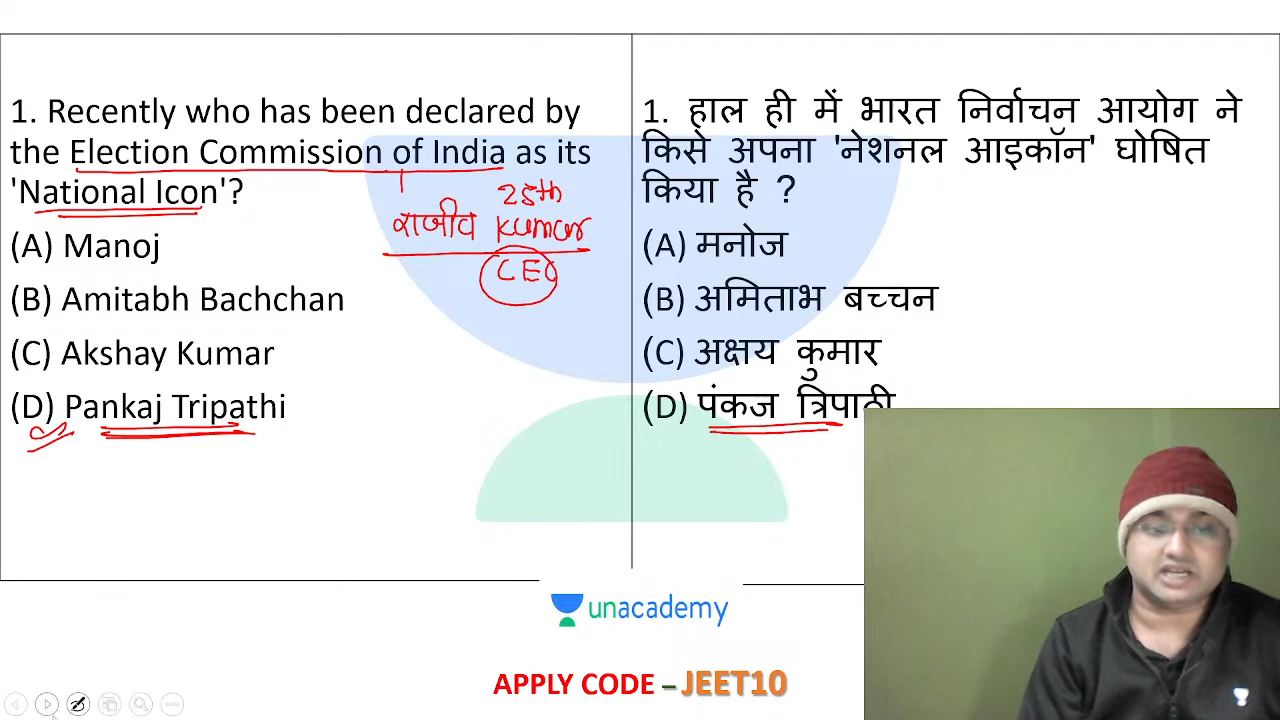 1. Recently who has been declared by
the Election Commission of India as its
'National Icon'?
25th
राजीव Kumar
CEC
(A) Manoj
(B) Amitabh Bachchan
(C) Akshay Kumar
(D) Pankaj Tripathi
1. हाल ही में भारत निर्वाचन आयोग ने
किसे अपना 'नेशनल आइकॉन' घोषित
किया है ?
(A) मनोज
(B) अमिताभ बच्चन
(C) अक्षय कुमार
(D) पंकज त्रिपाठी
unacademy
APPLY CODE – JEET10